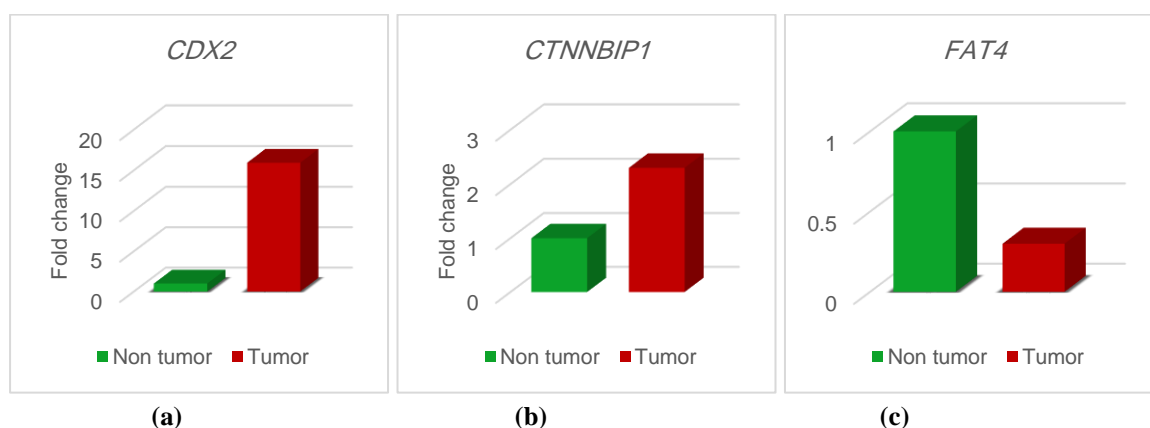 CDX2
Fold change
20
15
10
5
0
Non tumor Tumor
(a)
CTNNBIP1
Fold change
3
2
1
0
Non tumor Tumor
(b)
FAT4
1
0.5
0
Non tumor Tumor
(c)